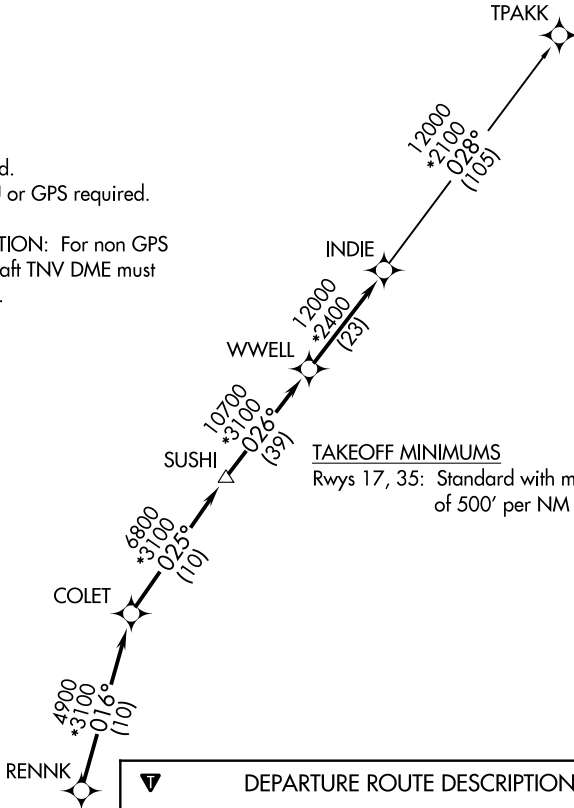 TPAKK
12000
*2100
028°
(105)
d.
or GPS required.
TION: For non GPS
aft TNV DME must
INDIE
12000
*2400
(23)
WWELL
10700
*3100
026°
(39)
TAKEOFF MINIMUMS
Rwys 17, 35: Standard with m
of 500' per NM
SUSHI
6800
*3100
025°
(10)
COLET
4900
*3100
016°
(10)
RENNK
T
DEPARTURE ROUTE DESCRIPTION